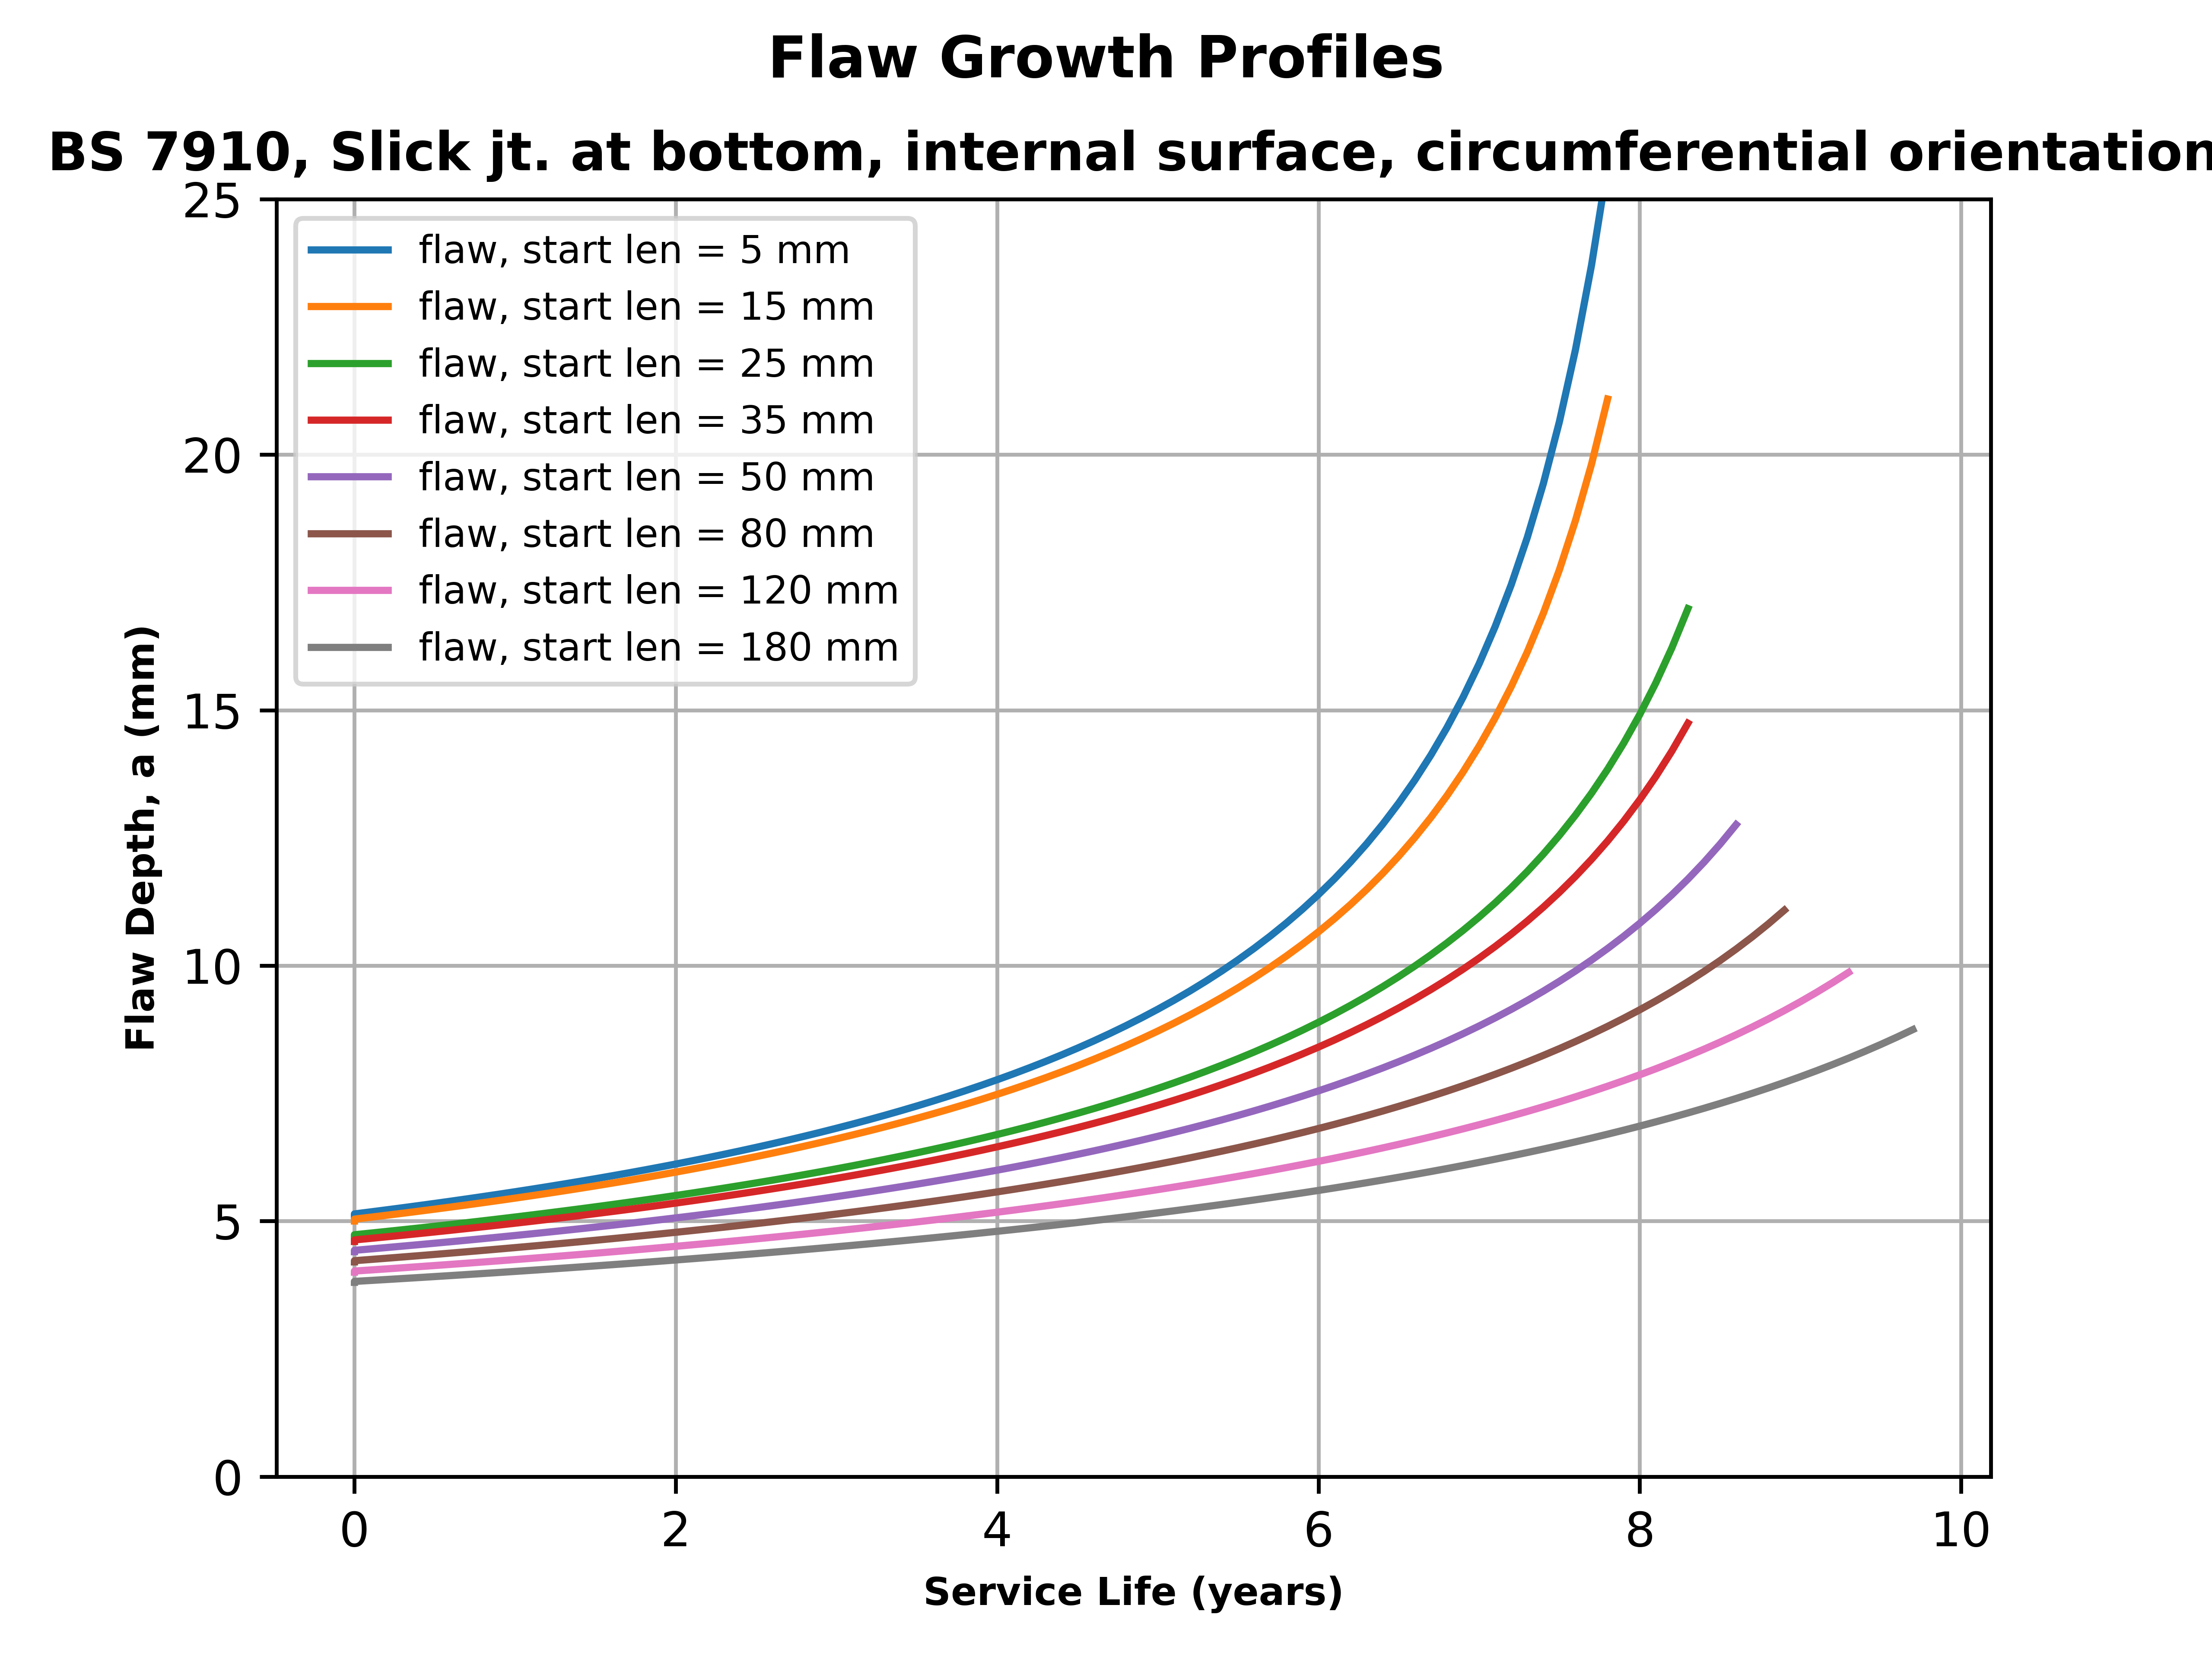 Flaw Growth Profiles
BS 7910, Slick jt. at bottom, internal surface, circumferential orientation
25
20
15
10
5
0
Flaw Depth, a (mm)
flaw, start len = 5 mm
flaw, start len = 15 mm
flaw, start len = 25 mm
flaw, start len = 35 mm
flaw, start len = 50 mm
flaw, start len = 80 mm
flaw, start len = 120 mm
flaw, start len = 180 mm
0 2 4 6 8 10
Service Life (years)